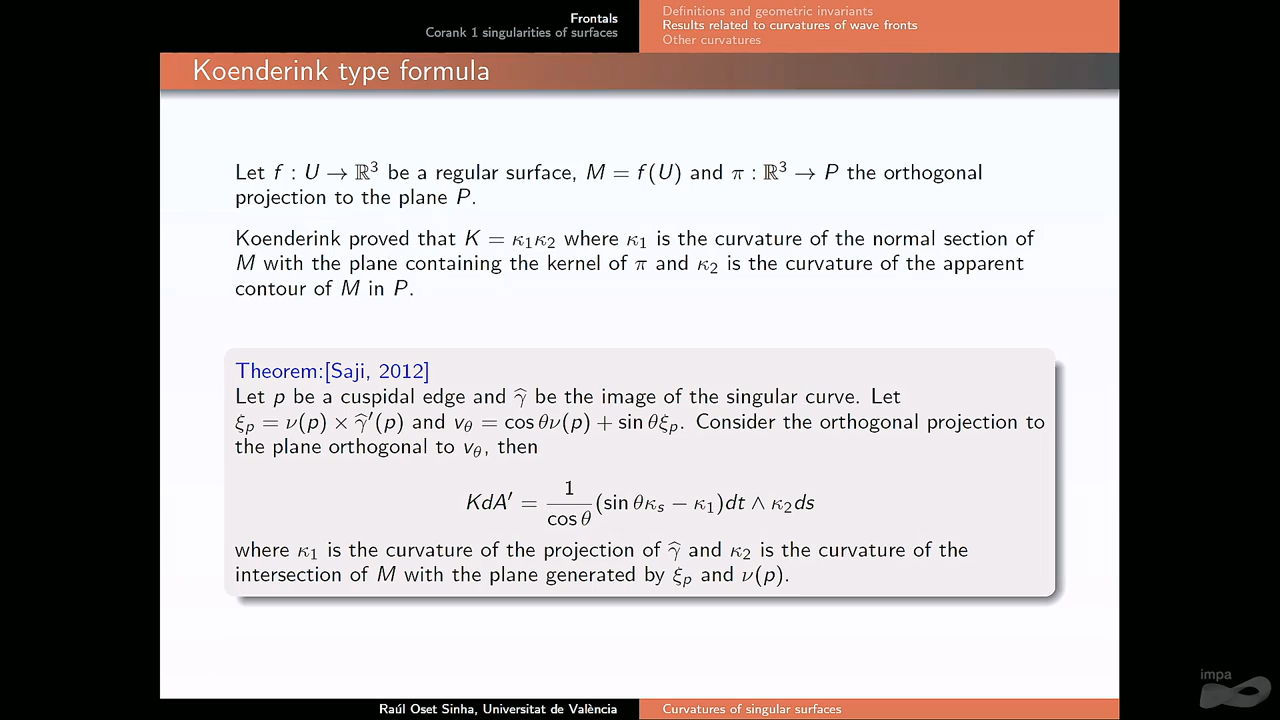 Frontals
Corank 1 singularities of surfaces
Definitions and geometric invariants
Results related to curvatures of wave fronts
Other curvatures
Koenderink type formula
Let f : U → ℝ³ be a regular surface, M = f(U) and π : ℝ³ → P the orthogonal
projection to the plane P.
Koenderink proved that K = κ₁κ₂ where κ₁ is the curvature of the normal section of
M with the plane containing the kernel of π and κ₂ is the curvature of the apparent
contour of M in P.
Theorem:[Saji, 2012]
Let p be a cuspidal edge and γ̂ be the image of the singular curve. Let
ξₚ = ν(p) × γ̂′(p) and v_θ = cos θν(p) + sin θξₚ. Consider the orthogonal projection to
the plane orthogonal to v_θ, then
KdA′ = \frac{1}{cos θ}(sin θκₛ − κ₁)dt ∧ κ₂ds
where κ₁ is the curvature of the projection of γ̂ and κ₂ is the curvature of the
intersection of M with the plane generated by ξₚ and ν(p).
impa
Raúl Oset Sinha, Universitat de València
Curvatures of singular surfaces